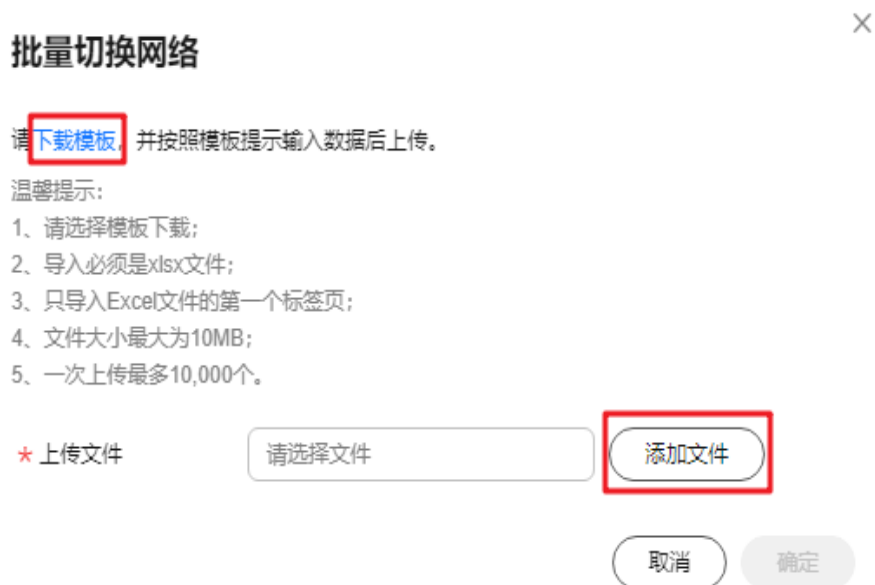 批量切换网络
请下载模板，并按照模板提示输入数据后上传。
温馨提示：
1、请选择模板下载；
2、导入必须是xlsx文件；
3、只导入Excel文件的第一个标签页；
4、文件大小最大为10MB；
5、一次上传最多10,000个。
* 上传文件 请选择文件 添加文件
取消 确定